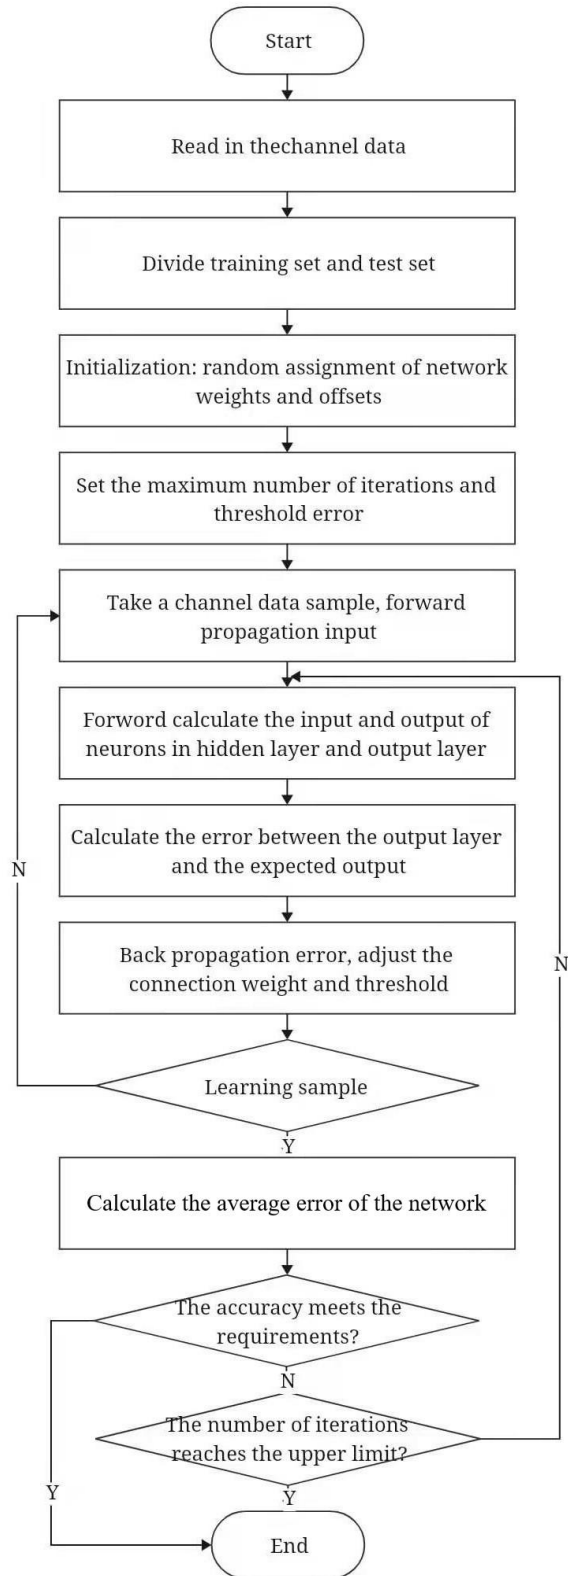 Start
Read in thechannel data
Divide training set and test set
Initialization: random assignment of network
weights and offsets
Set the maximum number of iterations and
threshold error
Take a channel data sample, forward
propagation input
Forword calculate the input and output of
neurons in hidden layer and output layer
Calculate the error between the output layer
and the expected output
N
Back propagation error, adjust the
connection weight and threshold
N
Learning sample
Y
Calculate the average error of the network
The accuracy meets the
requirements?
N
The number of iterations
reaches the upper limit?
Y
Y
End